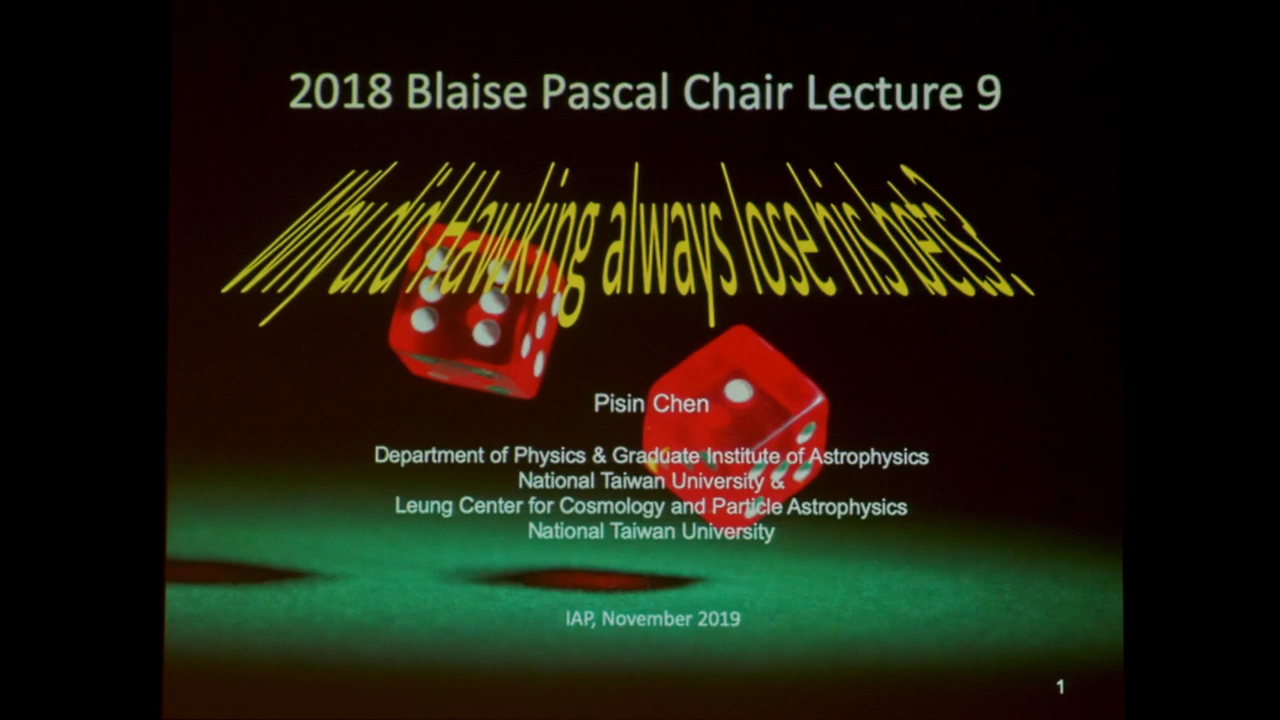 2018 Blaise Pascal Chair Lecture 9
Why did Hawking always lose his bets?
Pisin Chen
Department of Physics & Graduate Institute of Astrophysics
National Taiwan University &
Leung Center for Cosmology and Particle Astrophysics
National Taiwan University
IAP, November 2019
1